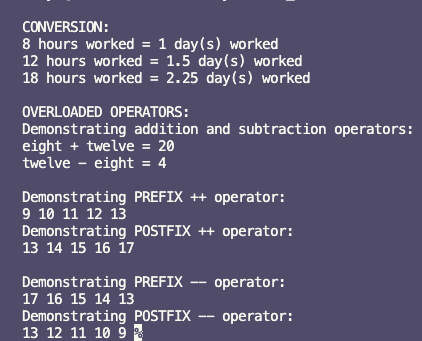 CONVERSION:
8 hours worked = 1 day(s) worked
12 hours worked = 1.5 day(s) worked
18 hours worked = 2.25 day(s) worked
OVERLOADED OPERATORS:
Demonstrating addition and subtraction operators:
eight + twelve = 20
twelve - eight = 4
Demonstrating PREFIX ++ operator:
9 10 11 12 13
Demonstrating POSTFIX ++ operator:
13 14 15 16 17
Demonstrating PREFIX -- operator:
17 16 15 14 13
Demonstrating POSTFIX -- operator:
13 12 11 10 9 %